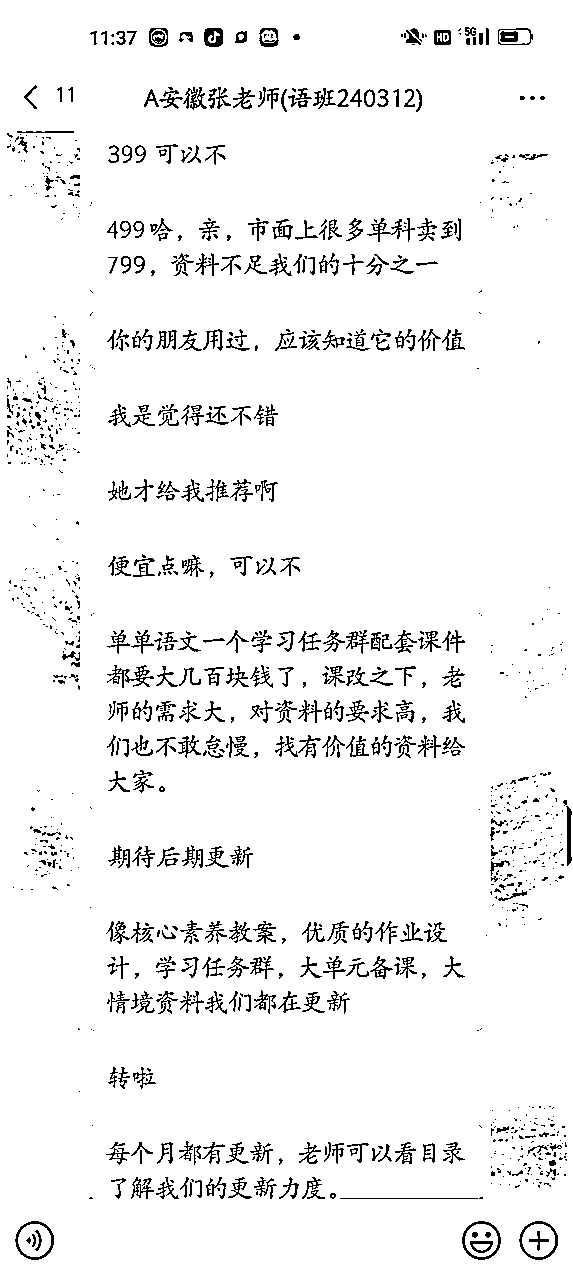 11:37
HD 5G
11
A安徽张老师(语班240312)
399 可以不
499哈，亲，市面上很多单科卖到
799，资料不足我们的十分之一
你的朋友用过，应该知道它的价值
我是觉得还不错
她才给我推荐啊
便宜点嘛，可以不
单单语文一个学习任务群配套课件
都要大几百块钱了，课改之下，老
师的需求大，对资料的要求高，我
们也不敢怠慢，找有价值的资料给
大家。
期待后期更新
像核心素养教案，优质的作业设
计，学习任务群，大单元备课，大
情境资料我们都在更新
转啦
每个月都有更新，老师可以看目录
了解我们的更新力度。